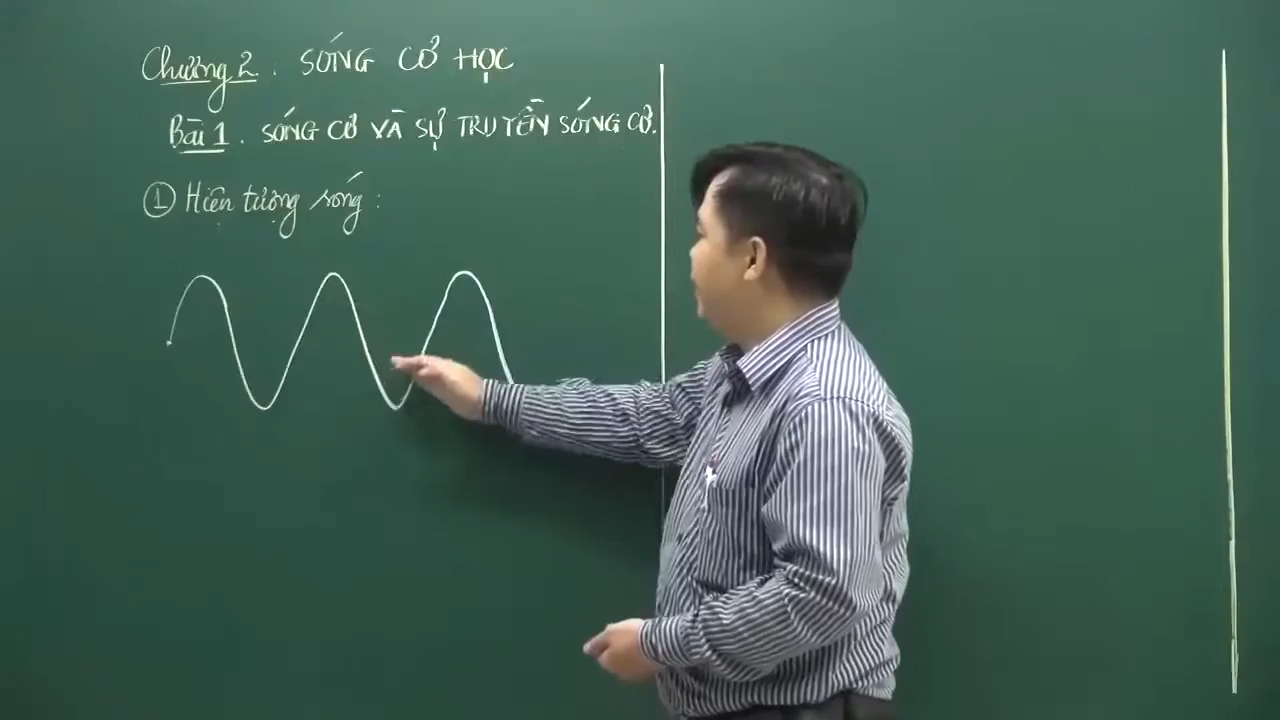 Chương 2. SÓNG CƠ HỌC
Bài 1. SÓNG CƠ VÀ SỰ TRUYỀN SÓNG CƠ.
① Hiện tượng sóng: